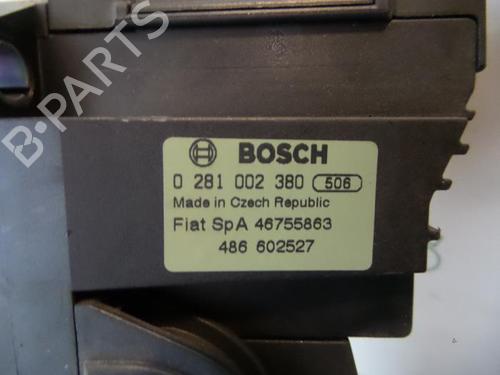 B-PARTS
BOSCH
0 281 002 380 506
Made in Czech Republic
Fiat SpA 46755863
486 602527